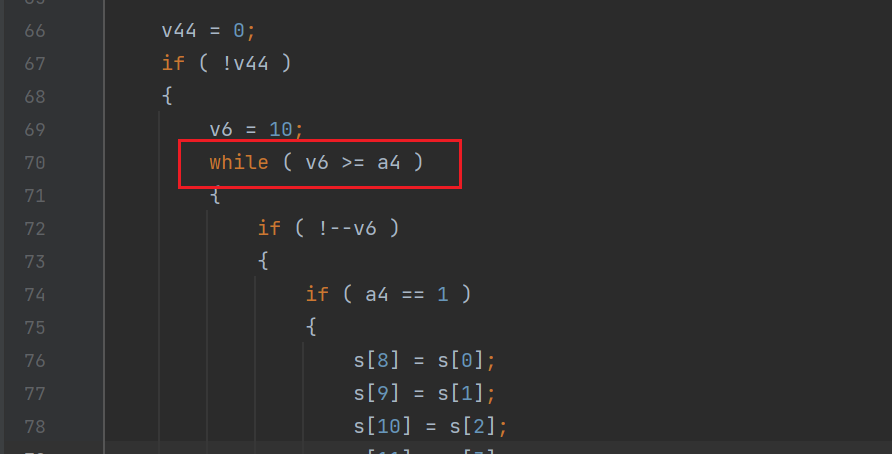 66 v44 = 0;
67 if ( !v44 )
68 {
69 v6 = 10;
70 while ( v6 >= a4 )
71 {
72 if ( !--v6 )
73 {
74 if ( a4 == 1 )
75 {
76 s[8] = s[0];
77 s[9] = s[1];
78 s[10] = s[2];